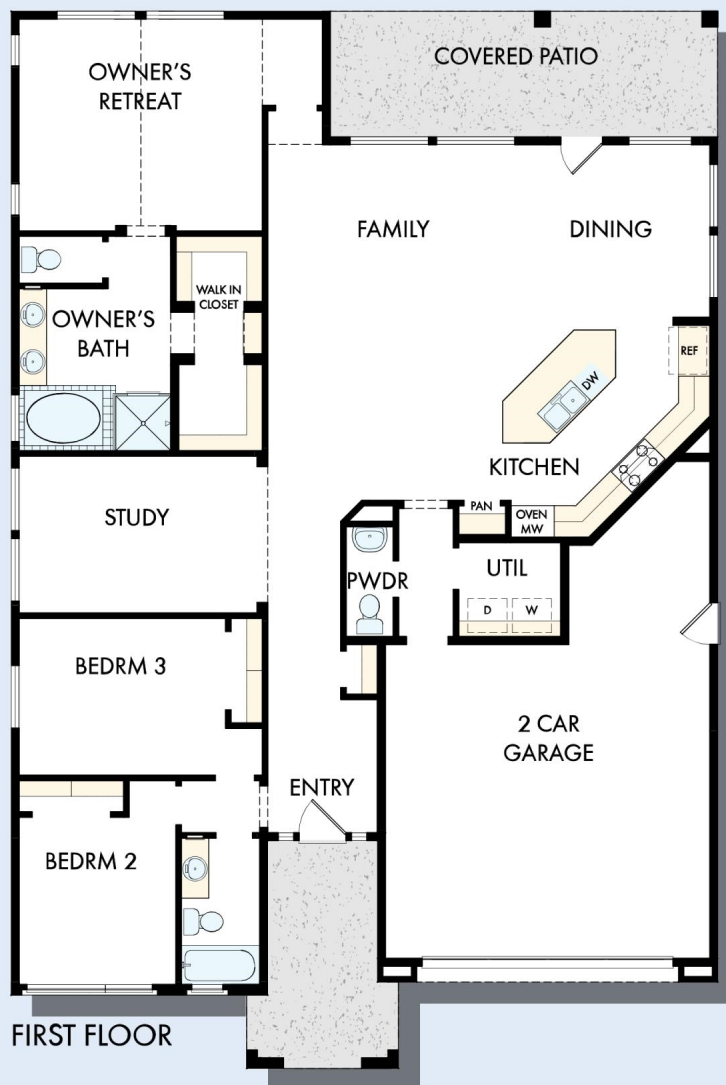 COVERED PATIO
OWNER'S
RETREAT
FAMILY
DINING
WALK IN
CLOSET
OWNER'S
BATH
REF
DW
KITCHEN
STUDY
PAN
OVEN
MW
PWDR
UTIL
D
W
BEDRM 3
2 CAR
GARAGE
ENTRY
BEDRM 2
FIRST FLOOR